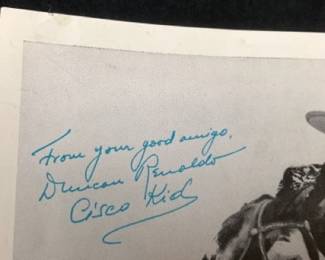 From your good amigo,
Duncan Renaldo
Cisco Kid